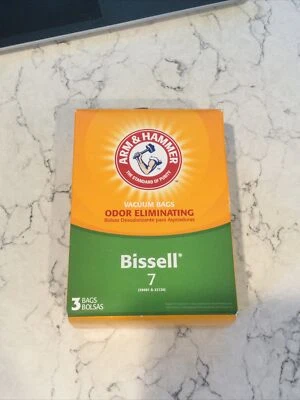 ARM & HAMMER
THE STANDARD OF PURITY
VACUUM BAGS
ODOR ELIMINATING
Bolsas Desodorizante para Aspiradoras
Bissell®
7
3 BAGS
BOLSAS